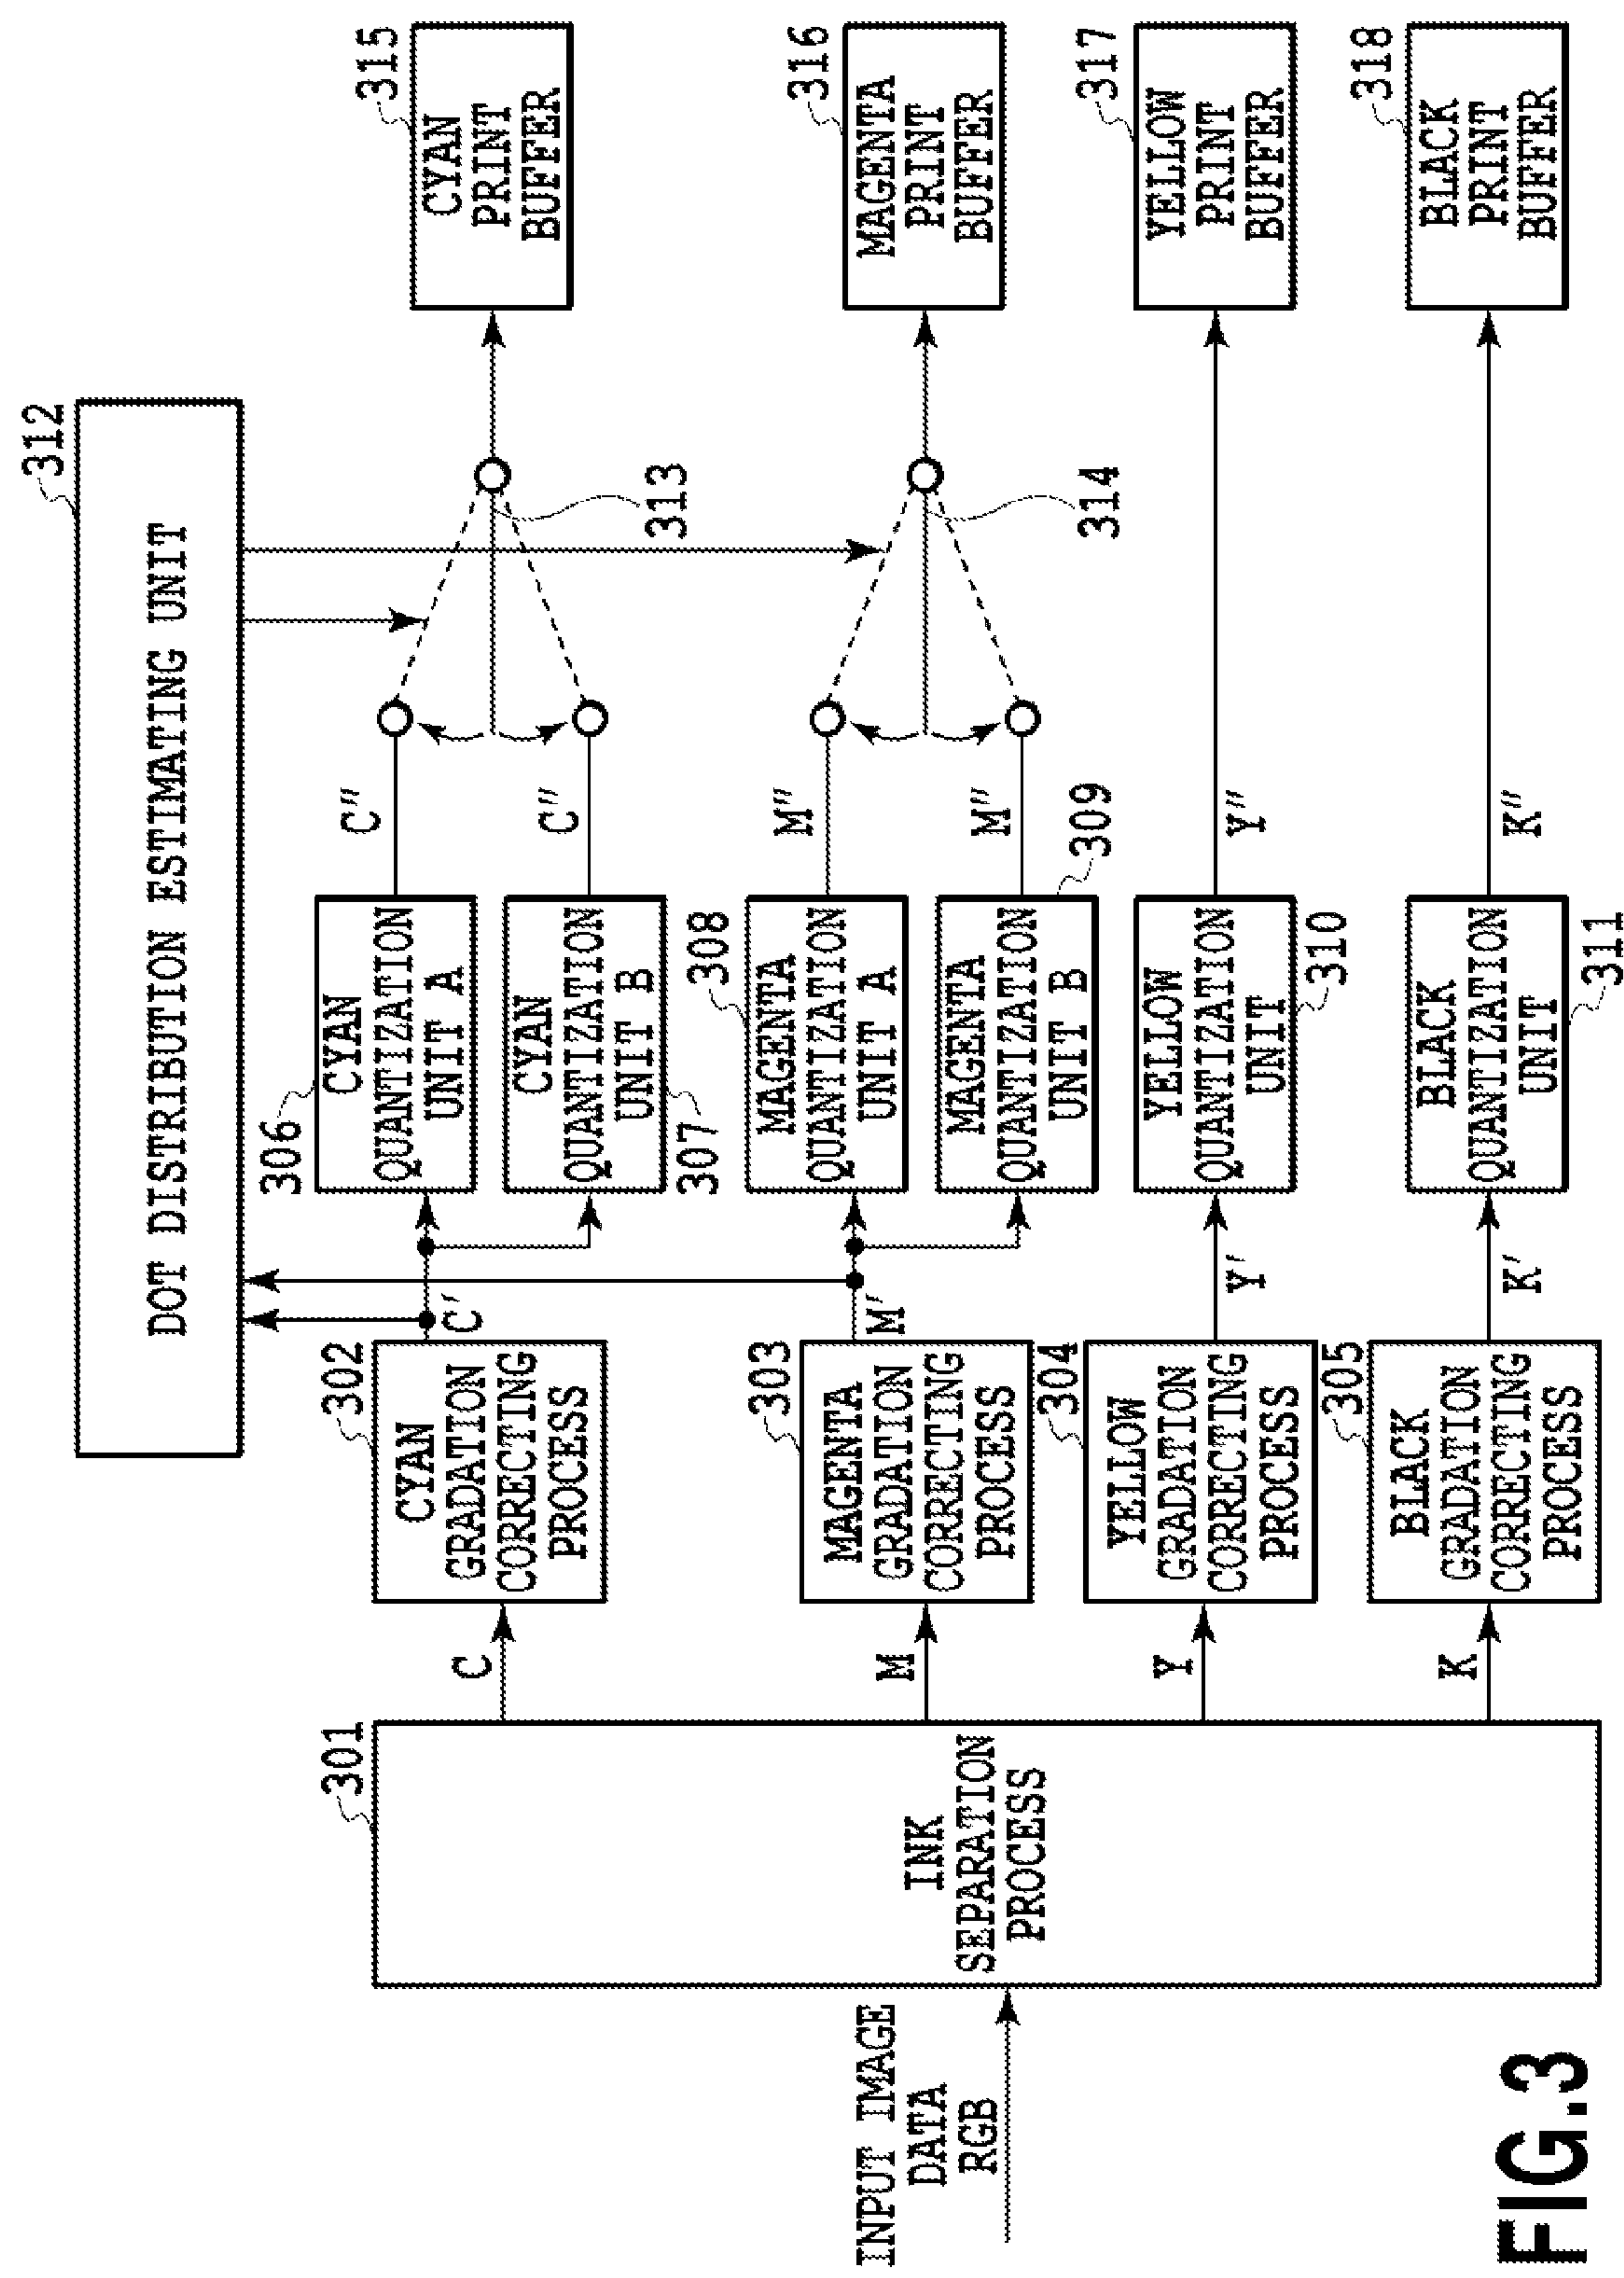 312
DOT DISTRIBUTION ESTIMATING UNIT
INPUT IMAGE
DATA
RGB
301
INK
SEPARATION
PROCESS
C
M
Y
K
302
CYAN
GRADATION
CORRECTING
PROCESS
303
MAGENTA
GRADATION
CORRECTING
PROCESS
304
YELLOW
GRADATION
CORRECTING
PROCESS
305
BLACK
GRADATION
CORRECTING
PROCESS
C'
M'
Y'
K'
306
CYAN
QUANTIZATION
UNIT A
CYAN
QUANTIZATION
UNIT B
307
308
MAGENTA
QUANTIZATION
UNIT A
MAGENTA
QUANTIZATION
UNIT B
309
YELLOW
QUANTIZATION
UNIT
310
BLACK
QUANTIZATION
UNIT
311
C"
C"
M"
M"
Y"
K"
313
314
315
CYAN
PRINT
BUFFER
316
MAGENTA
PRINT
BUFFER
317
YELLOW
PRINT
BUFFER
318
BLACK
PRINT
BUFFER
FIG.3